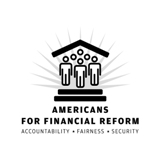 AMERICANS
FOR FINANCIAL REFORM
ACCOUNTABILITY • FAIRNESS • SECURITY